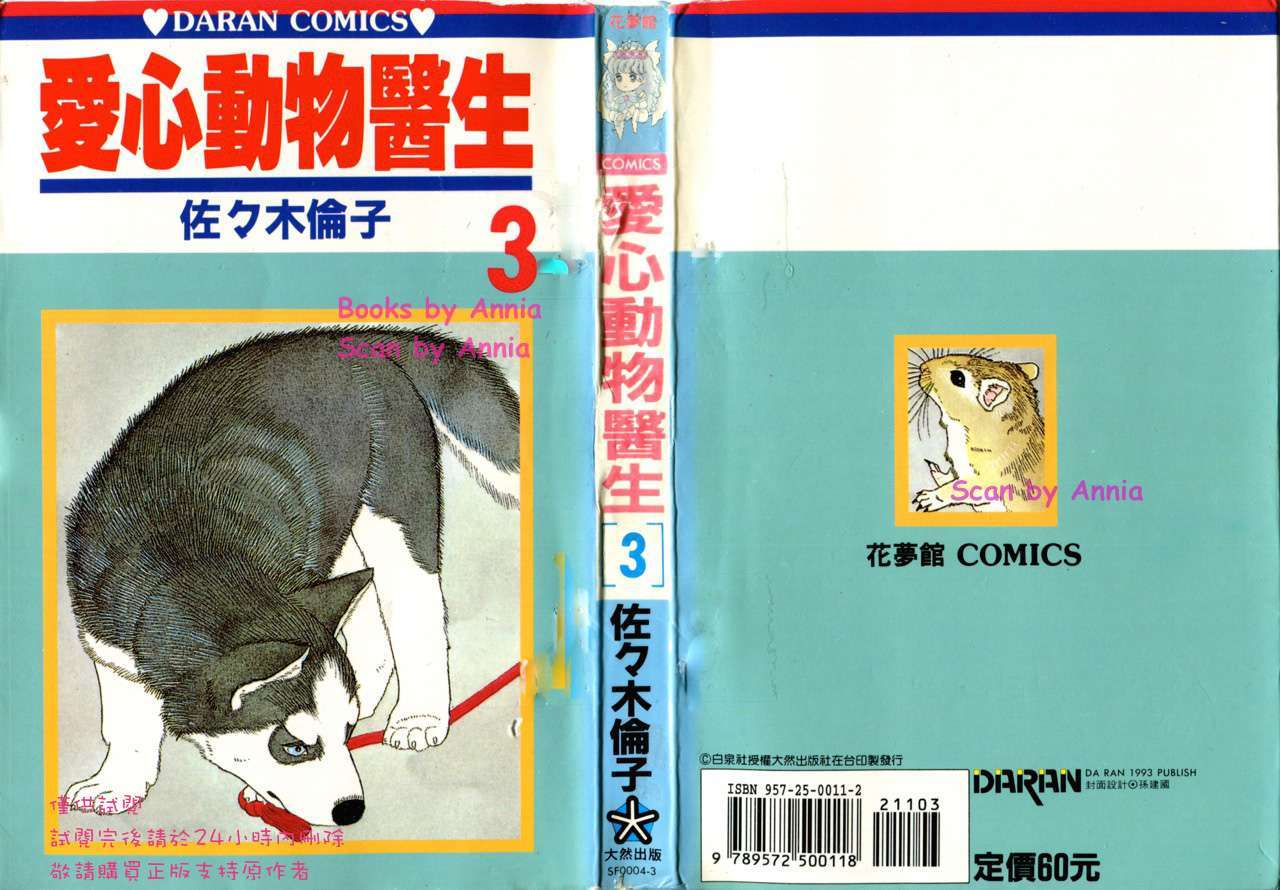 ♥DARAN COMICS♥
愛心動物醫生
佐々木倫子
3
Books by Annia
Scan by Annia
僅供試閱
試閱完後請於24小時內刪除
敬請購買正版支持原作者
花夢館
COMICS
愛心動物醫生
[3]
佐々木倫子
大然出版
SF0004-3
Scan by Annia
花夢館 COMICS
©白泉社授權大然出版社在台印製發行
ISBN 957-25-0011-2
21103
9 789572 500118
DARAN
DA RAN 1993 PUBLISH
封面設計⊙孫建國
定價60元